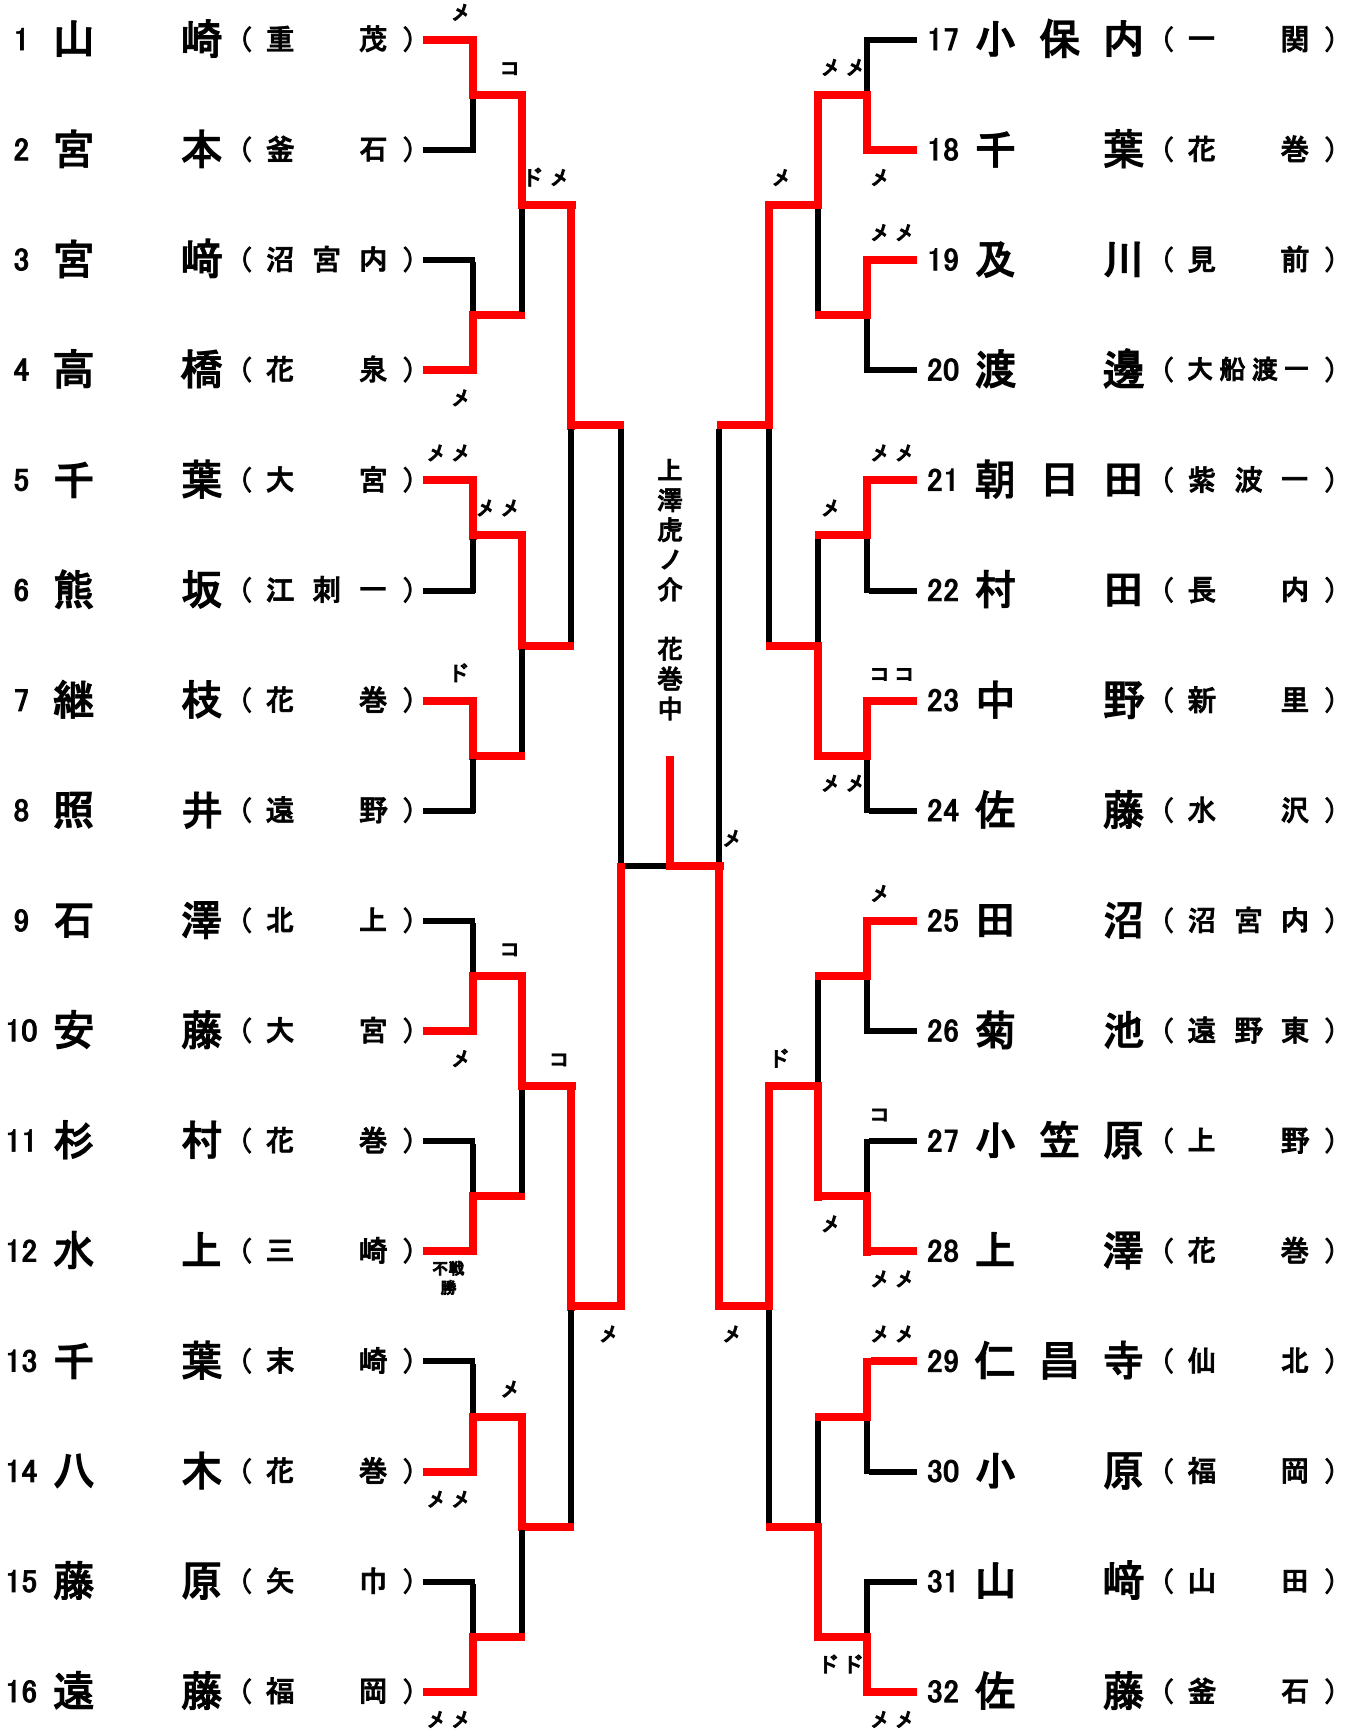 メ
1 山崎（重茂）
コ
2 宮本（釜石）
ドメ
3 宮﨑（沼宮内）
4 高橋（花泉）
メ
メメ
5 千葉（大宮）
メメ
6 熊坂（江刺一）
ド
7 継枝（花巻）
8 照井（遠野）
9 石澤（北上）
コ
10 安藤（大宮）
メ
コ
11 杉村（花巻）
12 水上（三崎）
不戦
勝
メ
13 千葉（末崎）
メ
14 八木（花巻）
メメ
15 藤原（矢巾）
16 遠藤（福岡）
メメ
上澤虎ノ介 花巻中
メ
メ
17 小保内（一関）
メメ
18 千葉（花巻）
メ
メ
メメ
19 及川（見前）
20 渡邊（大船渡一）
メメ
21 朝日田（紫波一）
メ
22 村田（長内）
ココ
23 中野（新里）
メメ
24 佐藤（水沢）
メ
25 田沼（沼宮内）
26 菊池（遠野東）
ド
コ
27 小笠原（上野）
メ
28 上澤（花巻）
メメ
メメ
29 仁昌寺（仙北）
30 小原（福岡）
31 山﨑（山田）
ドド
32 佐藤（釜石）
メメ